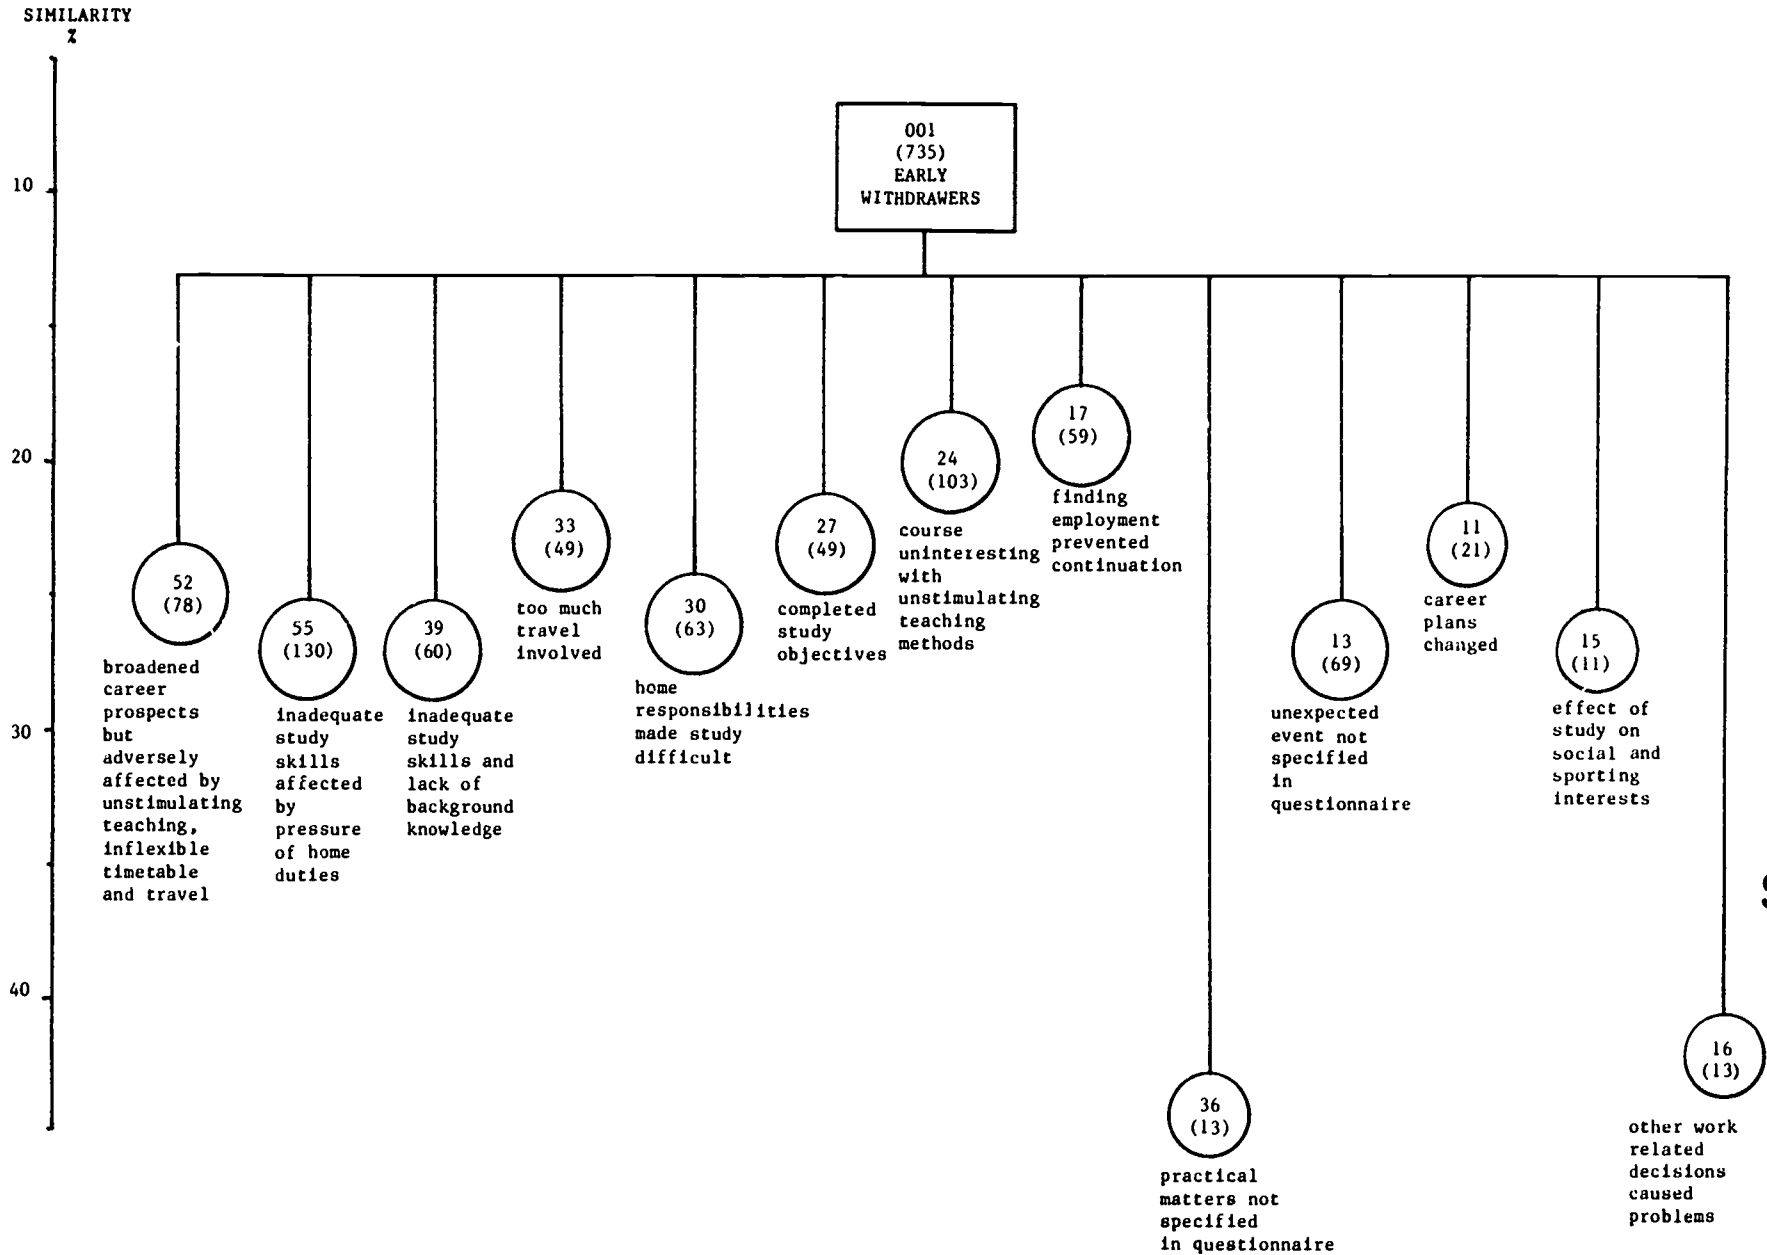 SIMILARITY
%
001
(735)
EARLY
WITHDRAWERS
10
20
30
40
52
(78)
broadened
career
prospects
but
adversely
affected by
unstimulating
teaching,
inflexible
timetable
and travel
55
(130)
inadequate
study
skills
affected
by
pressure
of home
duties
39
(60)
inadequate
study
skills and
lack of
background
knowledge
33
(49)
too much
travel
involved
30
(63)
home
responsibilities
made study
difficult
27
(49)
completed
study
objectives
24
(103)
course
uninteresting
with
unstimulating
teaching
methods
17
(59)
finding
employment
prevented
continuation
36
(13)
practical
matters not
specified
in questionnaire
13
(69)
unexpected
event not
specified
in
questionnaire
11
(21)
career
plans
changed
15
(11)
effect of
study on
social and
sporting
interests
16
(13)
other work
related
decisions
caused
problems